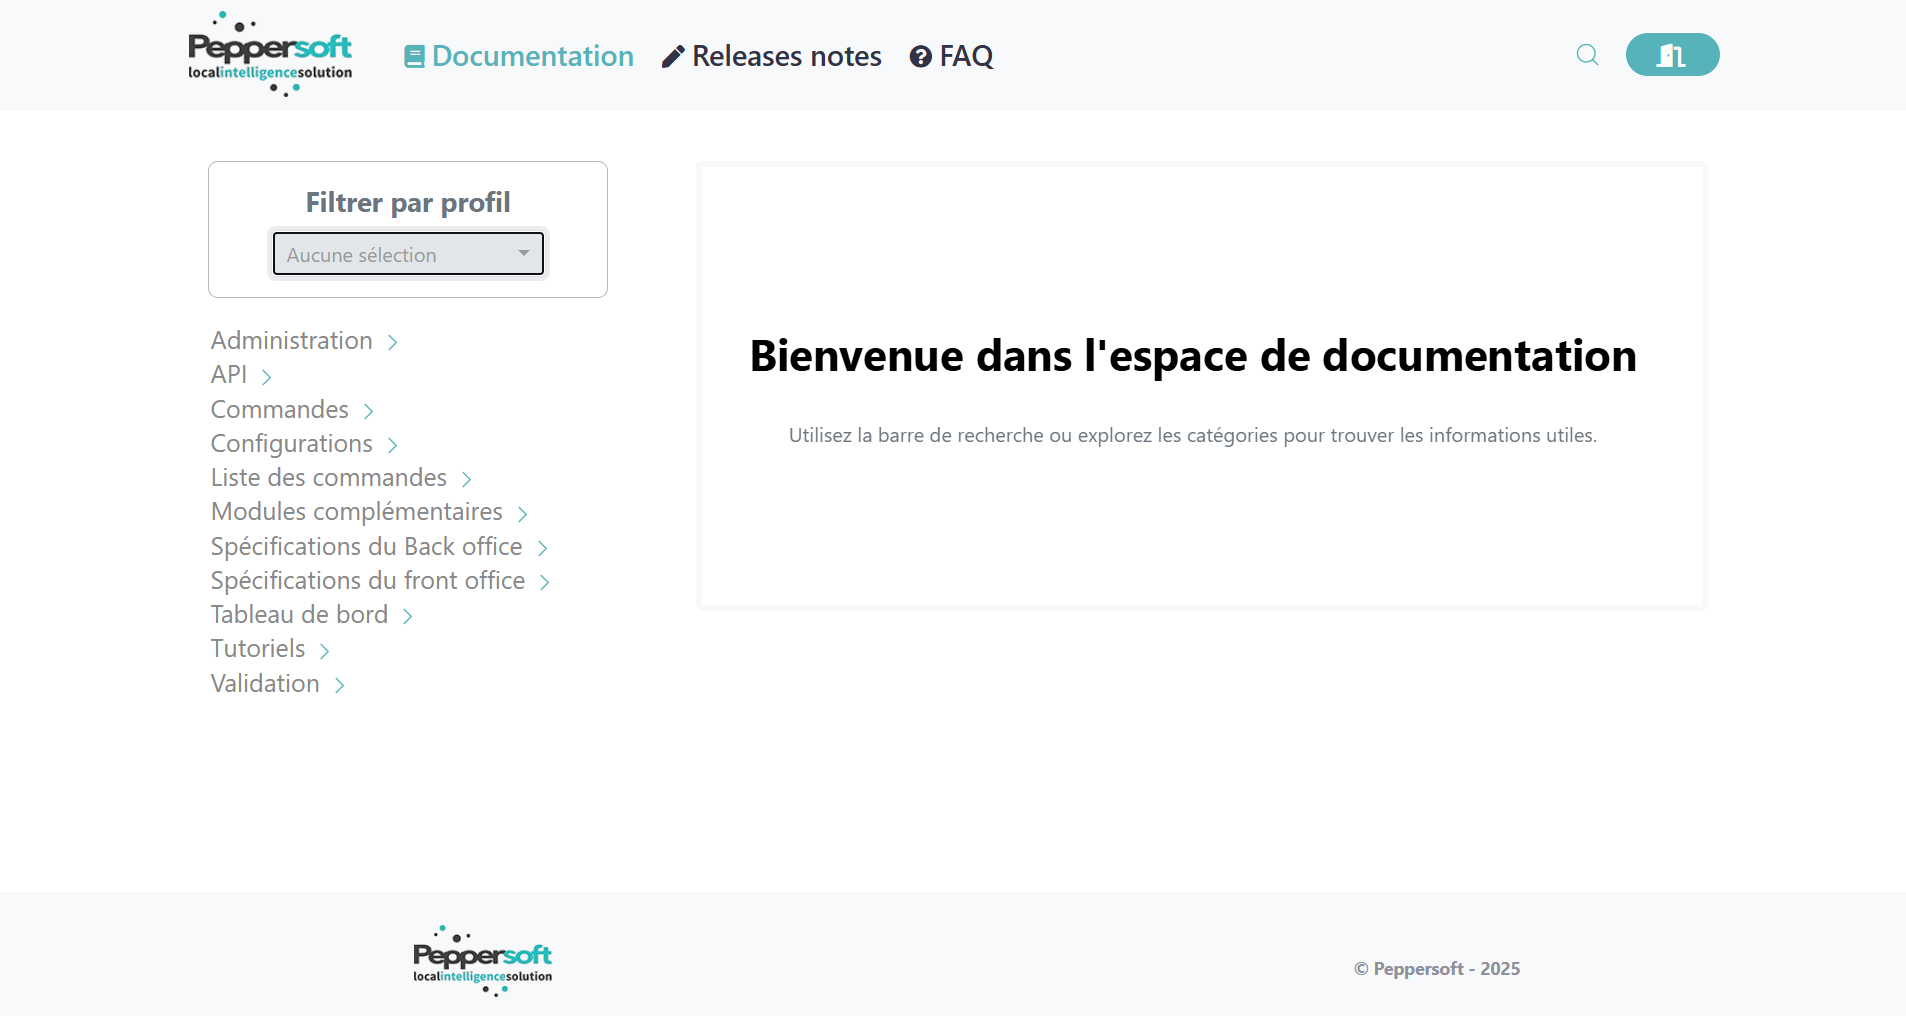 Peppersoft
localintelligencesolution
Documentation
Releases notes
FAQ
Filtrer par profil
Aucune sélection
Administration
API
Commandes
Configurations
Liste des commandes
Modules complémentaires
Spécifications du Back office
Spécifications du front office
Tableau de bord
Tutoriels
Validation
Bienvenue dans l'espace de documentation
Utilisez la barre de recherche ou explorez les catégories pour trouver les informations utiles.
Peppersoft
localintelligencesolution
© Peppersoft - 2025